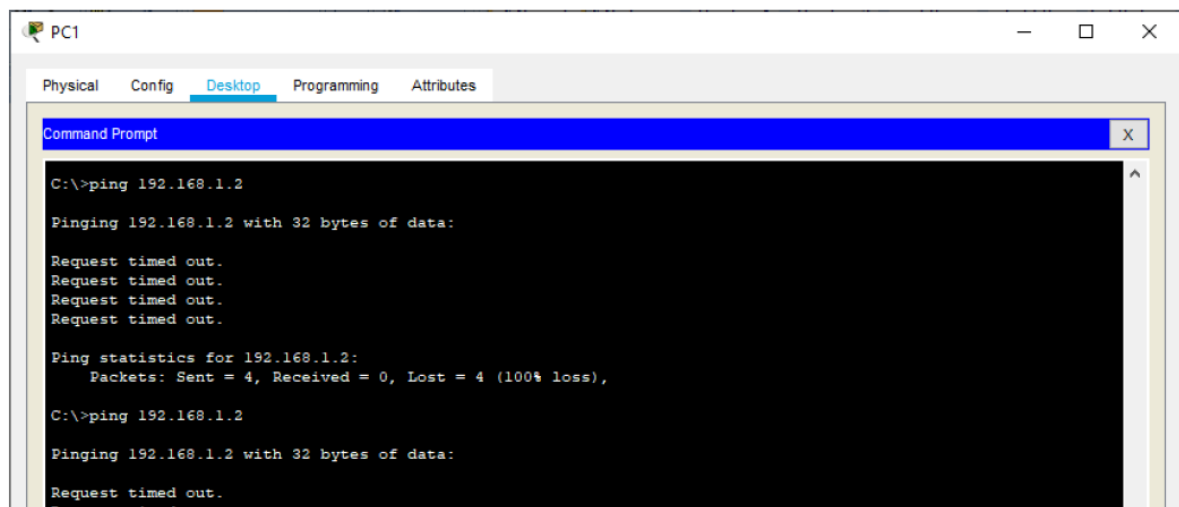 PC1
Physical Config Desktop Programming Attributes
Command Prompt
X
C:\>ping 192.168.1.2
Pinging 192.168.1.2 with 32 bytes of data:
Request timed out.
Request timed out.
Request timed out.
Request timed out.
Ping statistics for 192.168.1.2:
Packets: Sent = 4, Received = 0, Lost = 4 (100% loss),
C:\>ping 192.168.1.2
Pinging 192.168.1.2 with 32 bytes of data:
Request timed out.